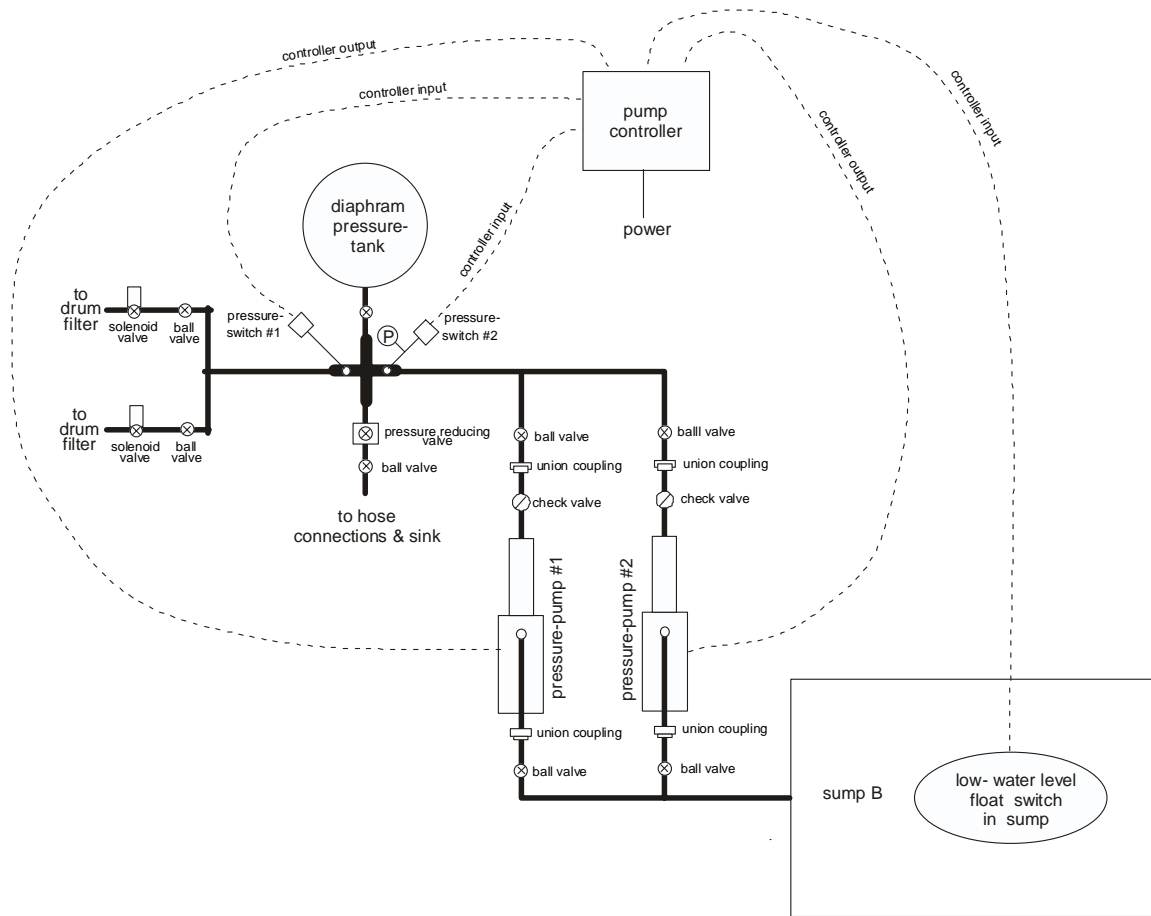 controller output
controller input
pump
controller
controller input
controller output
controller input
power
diaphram
pressure-
tank
to
drum
filter
solenoid
valve
ball
valve
pressure-
switch #1
P
pressure-
switch #2
to
drum
filter
solenoid
valve
ball
valve
pressure reducing
valve
ball valve
to hose
connections & sink
ball valve
union coupling
check valve
balll valve
union coupling
check valve
pressure-pump #1
pressure-pump #2
union coupling
ball valve
union coupling
ball valve
sump B
low- water level
float switch
in sump